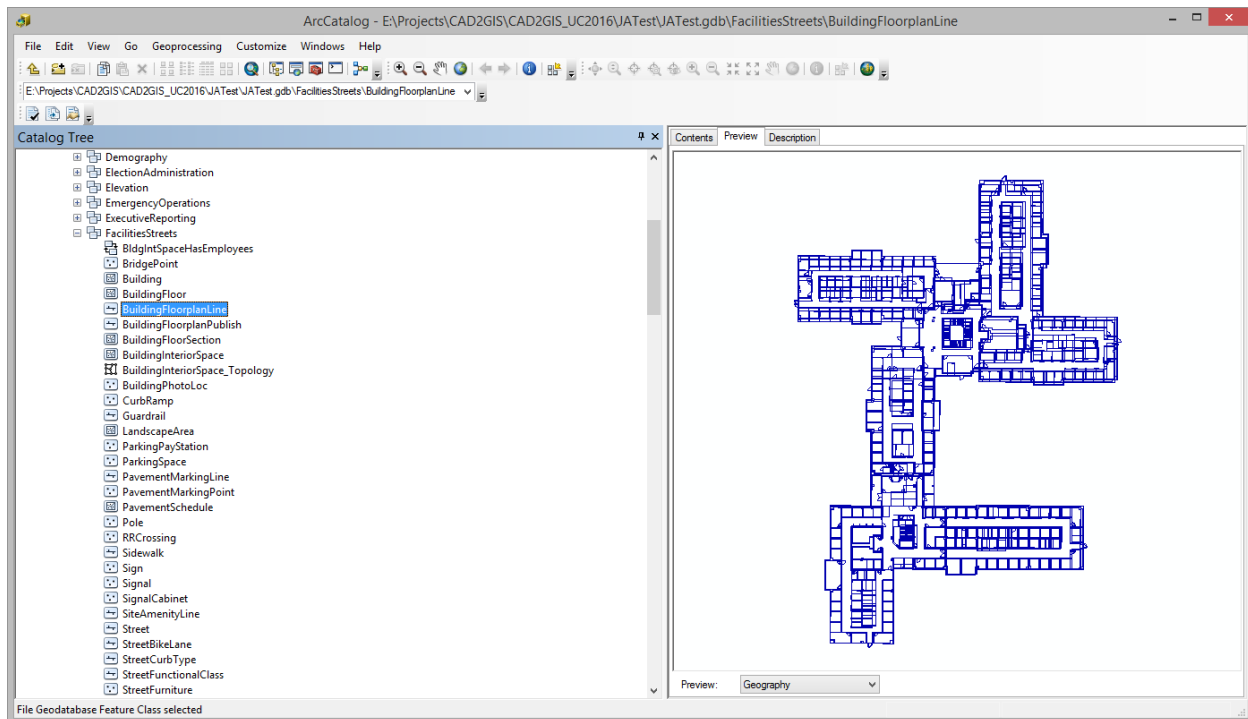 ArcCatalog - E:\Projects\CAD2GIS\CAD2GIS_UC2016\JATest\JATest.gdb\FacilitiesStreets\BuildingFloorplanLine
File Edit View Go Geoprocessing Customize Windows Help
E:\Projects\CAD2GIS\CAD2GIS_UC2016\JATest\JATest.gdb\FacilitiesStreets\BuildingFloorplanLine
Catalog Tree
Demography
ElectionAdministration
Elevation
EmergencyOperations
ExecutiveReporting
FacilitiesStreets
BldgIntSpaceHasEmployees
BridgePoint
Building
BuildingFloor
BuildingFloorplanLine
BuildingFloorplanPublish
BuildingFloorSection
BuildingInteriorSpace
BuildingInteriorSpace_Topology
BuildingPhotoLoc
CurbRamp
Guardrail
LandscapeArea
ParkingPayStation
ParkingSpace
PavementMarkingLine
PavementMarkingPoint
PavementSchedule
Pole
RRCrossing
Sidewalk
Sign
Signal
SignalCabinet
SiteAmenityLine
Street
StreetBikeLane
StreetCurbType
StreetFunctionalClass
StreetFurniture
Contents Preview Description
Preview: Geography
File Geodatabase Feature Class selected